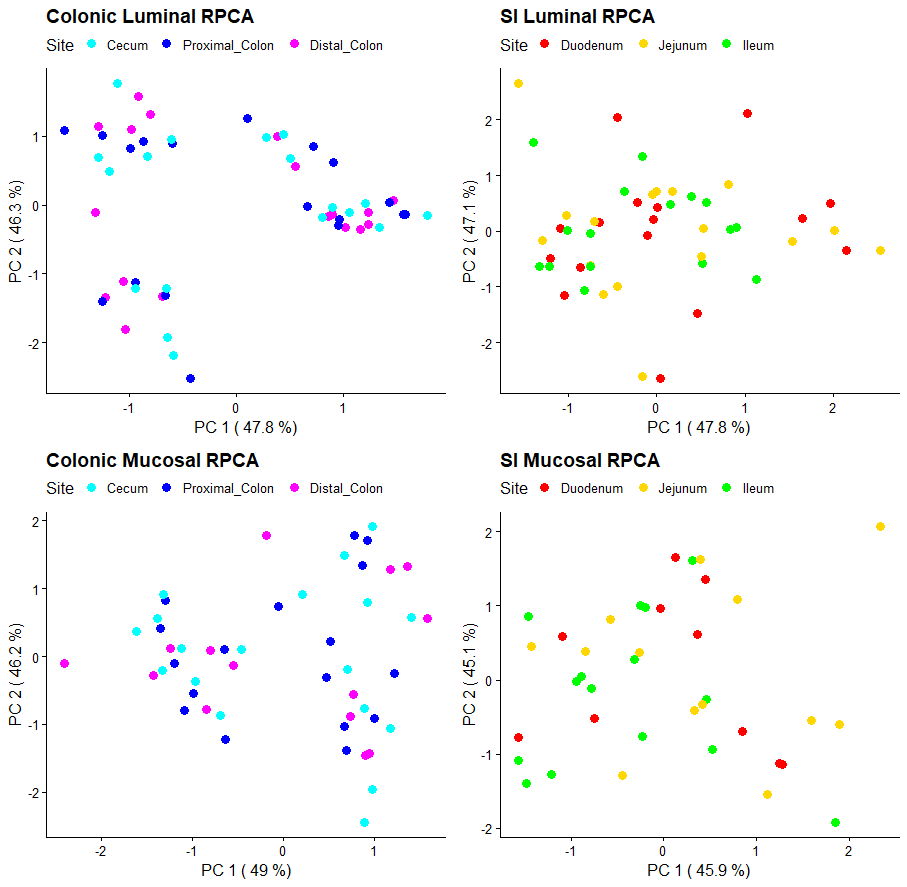 Colonic Luminal RPCA
Site Cecum Proximal_Colon Distal_Colon
1
0
-1
-2
PC 2 ( 46.3 %)
-1 0 1
PC 1 ( 47.8 %)
SI Luminal RPCA
Site Duodenum Jejunum Ileum
2
1
0
-1
-2
PC 2 ( 47.1 %)
-1 0 1 2
PC 1 ( 47.8 %)
Colonic Mucosal RPCA
Site Cecum Proximal_Colon Distal_Colon
2
1
0
-1
-2
PC 2 ( 46.2 %)
-2 -1 0 1
PC 1 ( 49 %)
SI Mucosal RPCA
Site Duodenum Jejunum Ileum
2
1
0
-1
-2
PC 2 ( 45.1 %)
-1 0 1 2
PC 1 ( 45.9 %)